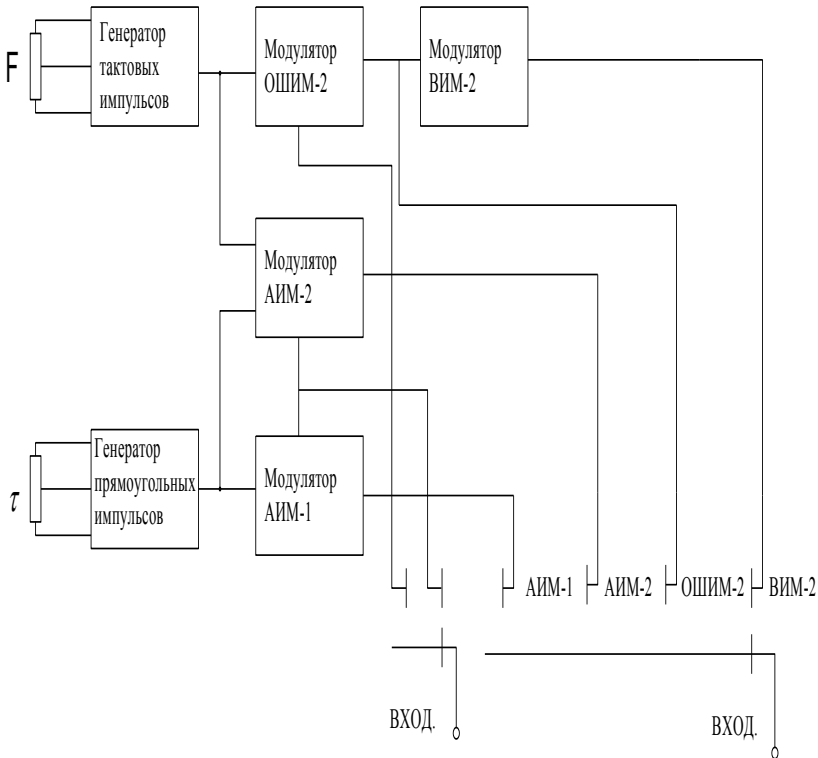 F
Генератор
тактовых
импульсов
Модулятор
ОШИМ-2
Модулятор
ВИМ-2
Модулятор
АИМ-2
τ
Генератор
прямоугольных
импульсов
Модулятор
АИМ-1
АИМ-1
АИМ-2
ОШИМ-2
ВИМ-2
ВХОД.
ВХОД.